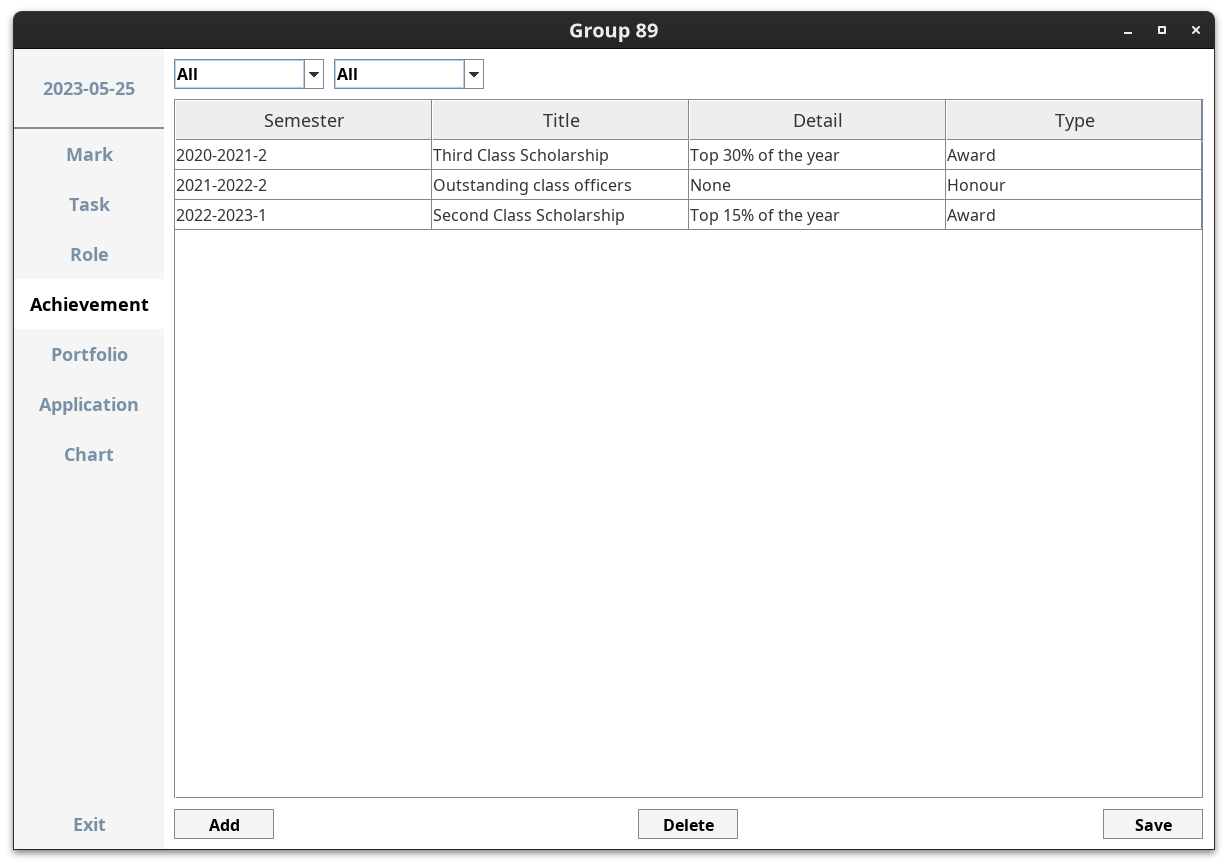 Group 89
2023-05-25
Mark
Task
Role
Achievement
Portfolio
Application
Chart
Exit
All All
Semester Title Detail Type
2020-2021-2 Third Class Scholarship Top 30% of the year Award
2021-2022-2 Outstanding class officers None Honour
2022-2023-1 Second Class Scholarship Top 15% of the year Award
Add Delete Save